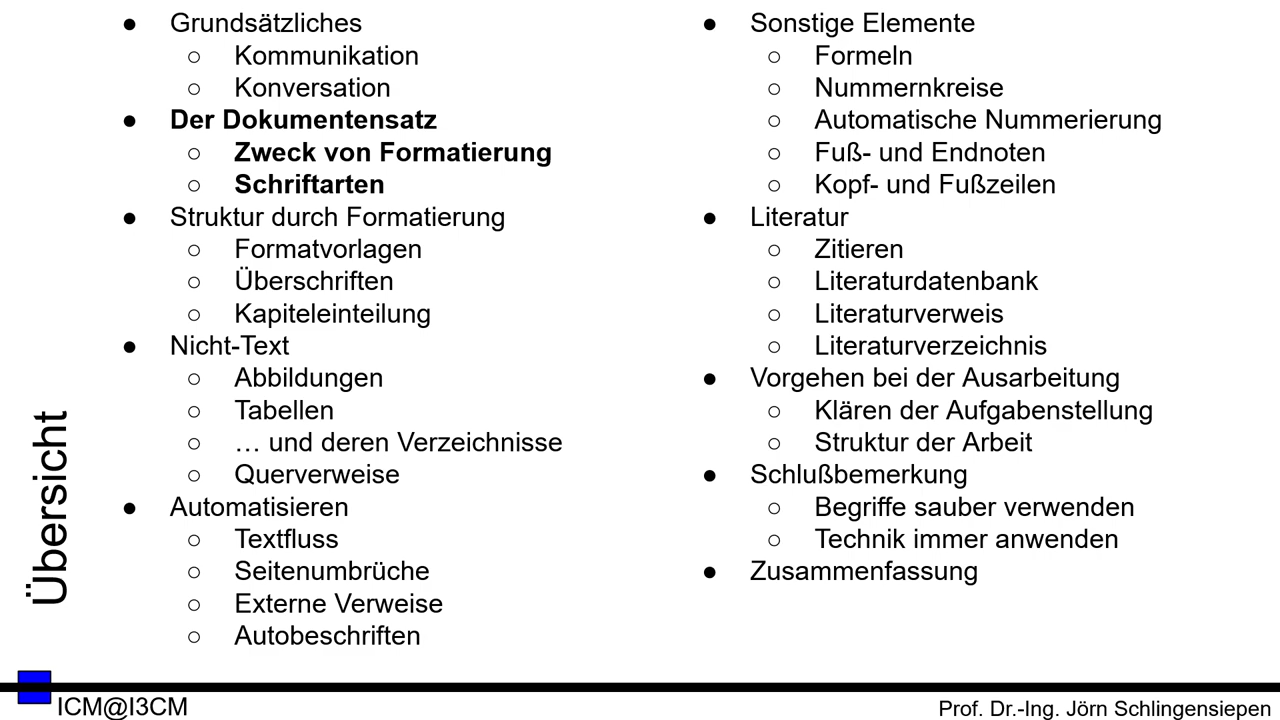 Übersicht
● Grundsätzliches
○ Kommunikation
○ Konversation
● Der Dokumentensatz
○ Zweck von Formatierung
○ Schriftarten
● Struktur durch Formatierung
○ Formatvorlagen
○ Überschriften
○ Kapiteleinteilung
● Nicht-Text
○ Abbildungen
○ Tabellen
○ … und deren Verzeichnisse
○ Querverweise
● Automatisieren
○ Textfluss
○ Seitenumbrüche
○ Externe Verweise
○ Autobeschriften
● Sonstige Elemente
○ Formeln
○ Nummernkreise
○ Automatische Nummerierung
○ Fuß- und Endnoten
○ Kopf- und Fußzeilen
● Literatur
○ Zitieren
○ Literaturdatenbank
○ Literaturverweis
○ Literaturverzeichnis
● Vorgehen bei der Ausarbeitung
○ Klären der Aufgabenstellung
○ Struktur der Arbeit
● Schlußbemerkung
○ Begriffe sauber verwenden
○ Technik immer anwenden
● Zusammenfassung
ICM@I3CM
Prof. Dr.-Ing. Jörn Schlingensiepen